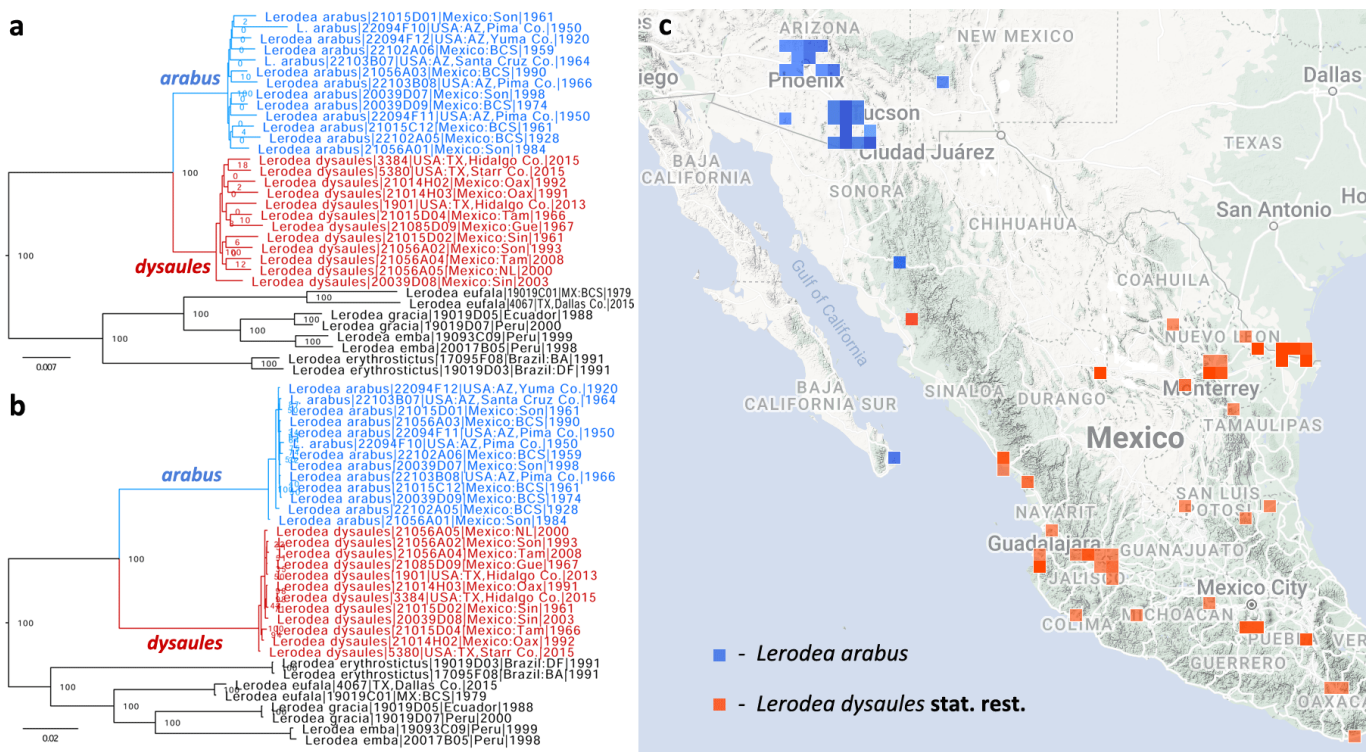 a
Lerodea arabus|21015D01|Mexico:Son|1961
L. arabus|22094F10|USA:AZ,Pima Co.|1950
Lerodea arabus|22094F12|USA:AZ,Yuma Co.|1920
Lerodea arabus|22102A06|Mexico:BCS|1959
L. arabus|22103B07|USA:AZ,Santa Cruz Co.|1964
Lerodea arabus|21056A03|Mexico:BCS|1990
Lerodea arabus|22103B08|USA:AZ,Pima Co.|1966
Lerodea arabus|20039D07|Mexico:Son|1998
Lerodea arabus|20039D09|Mexico:BCS|1974
Lerodea arabus|22094F11|USA:AZ,Pima Co.|1950
Lerodea arabus|21015C12|Mexico:BCS|1961
Lerodea arabus|22102A05|Mexico:BCS|1928
Lerodea arabus|21056A01|Mexico:Son|1984
Lerodea dysaules|3384|USA:TX,Hidalgo Co.|2015
Lerodea dysaules|5380|USA:TX,Starr Co.|2015
Lerodea dysaules|21014H02|Mexico:Oax|1992
Lerodea dysaules|21014H03|Mexico:Oax|1991
Lerodea dysaules|1901|USA:TX,Hidalgo Co.|2013
Lerodea dysaules|21015D04|Mexico:Tam|1966
Lerodea dysaules|21085D09|Mexico:Gue|1967
Lerodea dysaules|21015D02|Mexico:Sin|1961
Lerodea dysaules|21056A02|Mexico:Son|1993
Lerodea dysaules|21056A04|Mexico:Tam|2008
Lerodea dysaules|21056A05|Mexico:NL|2000
Lerodea dysaules|20039D08|Mexico:Sin|2003
Lerodea eufala|19019C01|MX:BCS|1979
Lerodea eufala|4067|TX,Dallas Co.|2015
Lerodea gracia|19019D05|Ecuador|1988
Lerodea gracia|19019D07|Peru|2000
Lerodea emba|19093C09|Peru|1999
Lerodea emba|20017B05|Peru|1998
Lerodea erythrostictus|17095F08|Brazil:BA|1991
Lerodea erythrostictus|19019D03|Brazil:DF|1991
arabus
dysaules
100
100
100
100
100
100
100
100
100
0.007
b
Lerodea arabus|22094F12|USA:AZ,Yuma Co.|1920
L. arabus|22103B07|USA:AZ,Santa Cruz Co.|1964
Lerodea arabus|21015D01|Mexico:Son|1961
Lerodea arabus|21056A03|Mexico:BCS|1990
Lerodea arabus|22094F11|USA:AZ,Pima Co.|1950
L. arabus|22094F10|USA:AZ,Pima Co.|1950
Lerodea arabus|22102A06|Mexico:BCS|1959
Lerodea arabus|20039D07|Mexico:Son|1998
Lerodea arabus|22103B08|USA:AZ,Pima Co.|1966
Lerodea arabus|21015C12|Mexico:BCS|1961
Lerodea arabus|20039D09|Mexico:BCS|1974
Lerodea arabus|22102A05|Mexico:BCS|1928
Lerodea arabus|21056A01|Mexico:Son|1984
Lerodea dysaules|21056A05|Mexico:NL|2000
Lerodea dysaules|21056A02|Mexico:Son|1993
Lerodea dysaules|21056A04|Mexico:Tam|2008
Lerodea dysaules|21085D09|Mexico:Gue|1967
Lerodea dysaules|1901|USA:TX,Hidalgo Co.|2013
Lerodea dysaules|21014H03|Mexico:Oax|1991
Lerodea dysaules|3384|USA:TX,Hidalgo Co.|2015
Lerodea dysaules|21015D02|Mexico:Sin|1961
Lerodea dysaules|20039D08|Mexico:Sin|2003
Lerodea dysaules|21015D04|Mexico:Tam|1966
Lerodea dysaules|21014H02|Mexico:Oax|1992
Lerodea dysaules|5380|USA:TX,Starr Co.|2015
Lerodea erythrostictus|19019D03|Brazil:DF|1991
Lerodea erythrostictus|17095F08|Brazil:BA|1991
Lerodea eufala|4067|TX,Dallas Co.|2015
Lerodea eufala|19019C01|MX:BCS|1979
Lerodea gracia|19019D05|Ecuador|1988
Lerodea gracia|19019D07|Peru|2000
Lerodea emba|19093C09|Peru|1999
Lerodea emba|20017B05|Peru|1998
arabus
dysaules
100
100
100
100
100
100
0.02
c
ARIZONA
NEW MEXICO
Phoenix
Dallas
iego
Tucson
TEXAS
Ciudad Juárez
BAJA
CALIFORNIA
SONORA
CHIHUAHUA
San Antonio
Ho
Gulf of California
COAHUILA
NUEVO LEON
BAJA
CALIFORNIA SUR
SINALOA
DURANGO
Monterrey
TAMAULIPAS
Mexico
SAN LUIS
POTOSI
NAYARIT
Guadalajara
GUANAJUATO
JALISCO
Mexico City
COLIMA
MICHOACAN
PUEBLA
VER
GUERRERO
OAXACA
- Lerodea arabus
- Lerodea dysaules stat. rest.